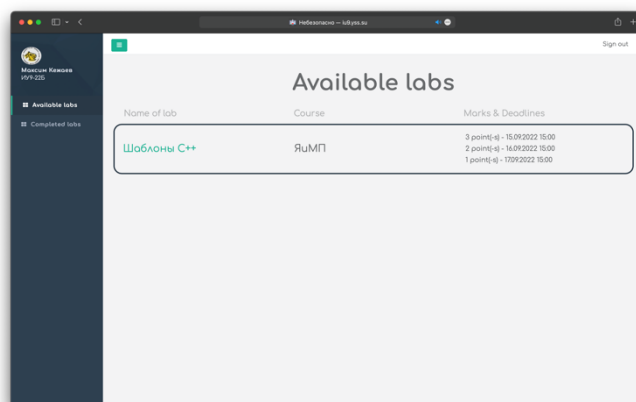 Небезопасно — iu9.yss.su
Sign out
Максим Кежаев
ИУ9-22Б
Available labs
Completed labs
Available labs
Name of lab Course Marks & Deadlines
Шаблоны C++ ЯиМП
3 point(-s) - 15.09.2022 15:00
2 point(-s) - 16.09.2022 15:00
1 point(-s) - 17.09.2022 15:00